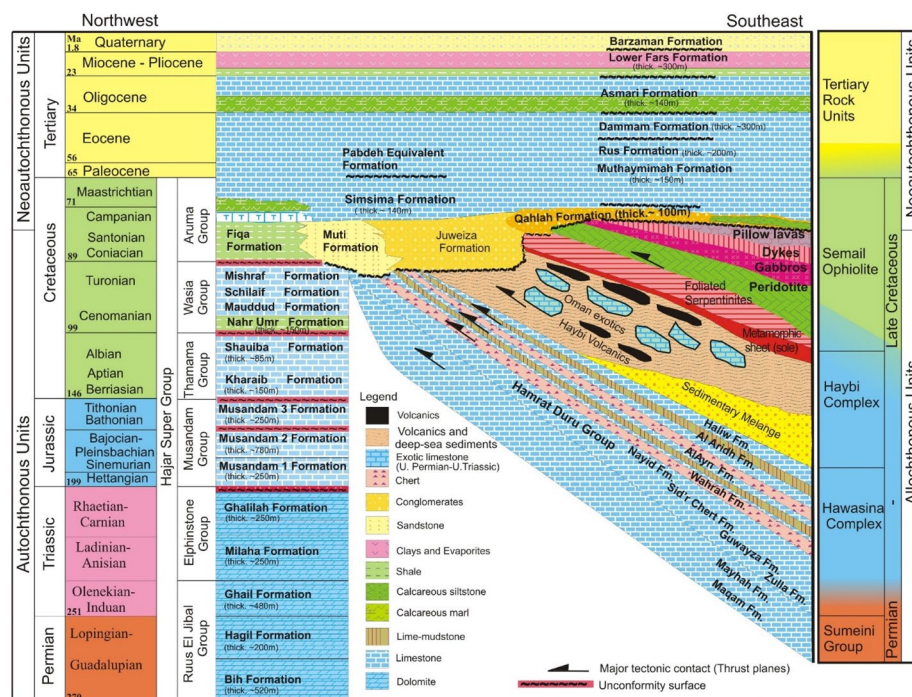 Northwest
Southeast
Neoautochthonous Units
Autochthonous Units
Tertiary
Cretaceous
Jurassic
Triassic
Permian
Ma
1.8
Quaternary
Miocene - Pliocene
23
Oligocene
34
Eocene
56
Paleocene
65
Maastrichtian
71
Campanian
Santonian
Coniacian
89
Turonian
Cenomanian
99
Albian
Aptian
Berriasian
146
Tithonian
Bathonian
Bajocian-
Pleinsbachian
Sinemurian
Hettangian
199
Rhaetian-
Carnian
Ladinian-
Anisian
Olenekian-
Induan
251
Lopingian-
Guadalupian
Hajar Super Group
Aruma
Group
Wasia
Group
Thamama
Group
Musandam
Group
Elphinstone
Group
Ruus El Jibal
Group
Barzaman Formation
Lower Fars Formation
(thick. ~300m)
Asmari Formation
(thick. ~140m)
Dammam Formation (thick. ~300m)
Rus Formation (thick. ~200m)
Muthaymimah Formation
(thick. ~150m)
Pabdeh Equivalent
Formation
Simsima Formation
( thick. ~ 140m)
Qahlah Formation (thick.~ 100m)
Fiqa
Formation
Muti
Formation
Juweiza
Formation
Mishraf Formation
Schilaif Formation
Mauddud Formation
Nahr Umr Formation
(thick. ~150m)
Shauiba Formation
(thick. ~85m)
Kharaib Formation
(thick. ~150m)
Musandam 3 Formation
(thick. ~250m)
Musandam 2 Formation
(thick. ~780m)
Musandam 1 Formation
(thick. ~250m)
Ghalilah Formation
(thick. ~250m)
Milaha Formation
(thick. ~250m)
Ghail Formation
(thick. ~480m)
Hagil Formation
(thick. ~200m)
Bih Formation
(thick. ~520m)
Pillow lavas
Dykes
Gabbros
Peridotite
Foliated
Serpentinites
Metamorphic
sheet (sole)
Oman exotics
Haybi Volcanics
Sedimentary Melange
Haliw Fm.
Al Aridh Fm.
Al Ayn Fm.
Wahrah Fm.
Hamrat Duru Group
Nayid Fm.
Sid'r Chert Fm.
Guwayza Fm.
Zulla Fm.
Mayhah Fm.
Maqam Fm.
Legend
Volcanics
Volcanics and
deep-sea sediments
Exotic limestone
(U. Permian-U.Triassic)
Chert
Conglomerates
Sandstone
Clays and Evaporites
Shale
Calcareous siltstone
Calcareous marl
Lime-mudstone
Limestone
Dolomite
Major tectonic contact (Thrust planes)
Unconformity surface
Tertiary
Rock
Units
Semail
Ophiolite
Haybi
Complex
Hawasina
Complex
Sumeini
Group
Late Cretaceous
-
Permian